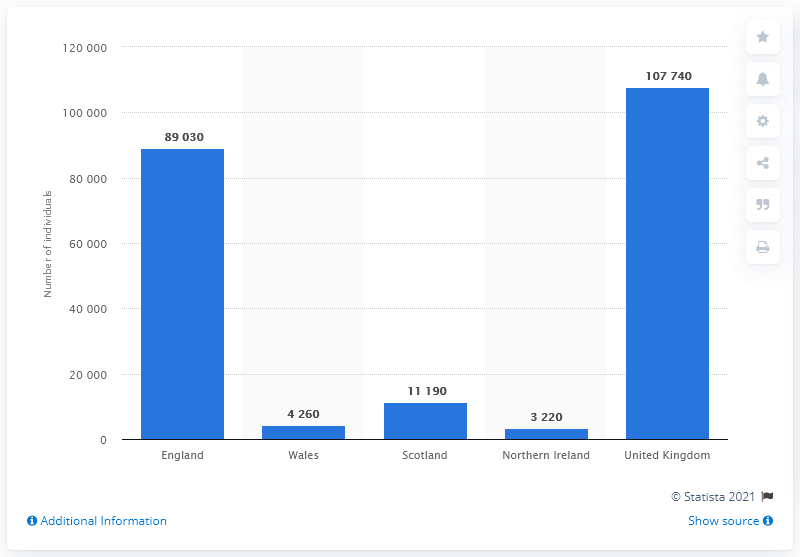 120 000
100 000
80 000
60 000
40 000
20 000
0
Number of individuals
89 030
4 260
11 190
3 220
107 740
England
Wales
Scotland
Northern Ireland
United Kingdom
© Statista 2021
Additional Information
Show source